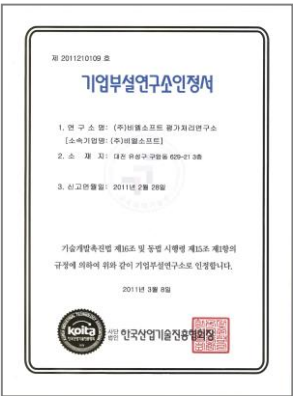 제 2011210109 호
기업부설연구소인정서
1. 연 구 소 명: (주)비엘소프트 평가처리연구소
[소속기업명: (주)비엘소프트]
2. 소 재 지: 대전 유성구 구암동 629-21 3층
3. 신고연월일: 2011년 2월 28일
기술개발촉진법 제16조 및 동법 시행령 제15조 제1항의
규정에 의하여 위와 같이 기업부설연구소로 인정합니다.
2011년 3월 8일
koita
사단법인 한국산업기술진흥협회장